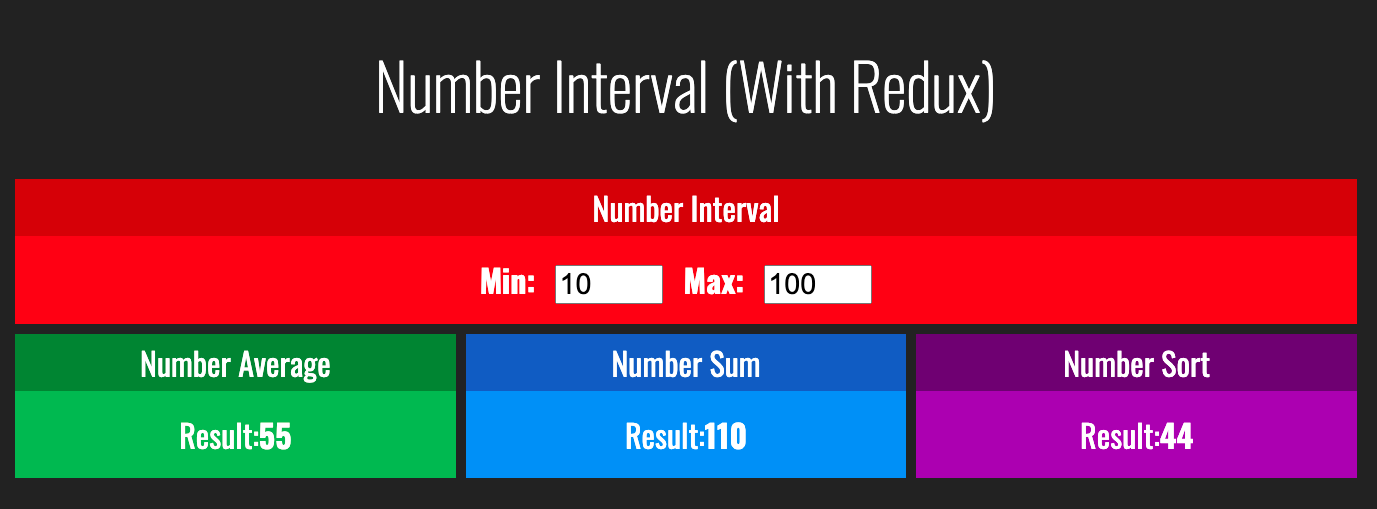 Number Interval (With Redux)
Number Interval
Min: 10 Max: 100
Number Average
Result:55
Number Sum
Result:110
Number Sort
Result:44